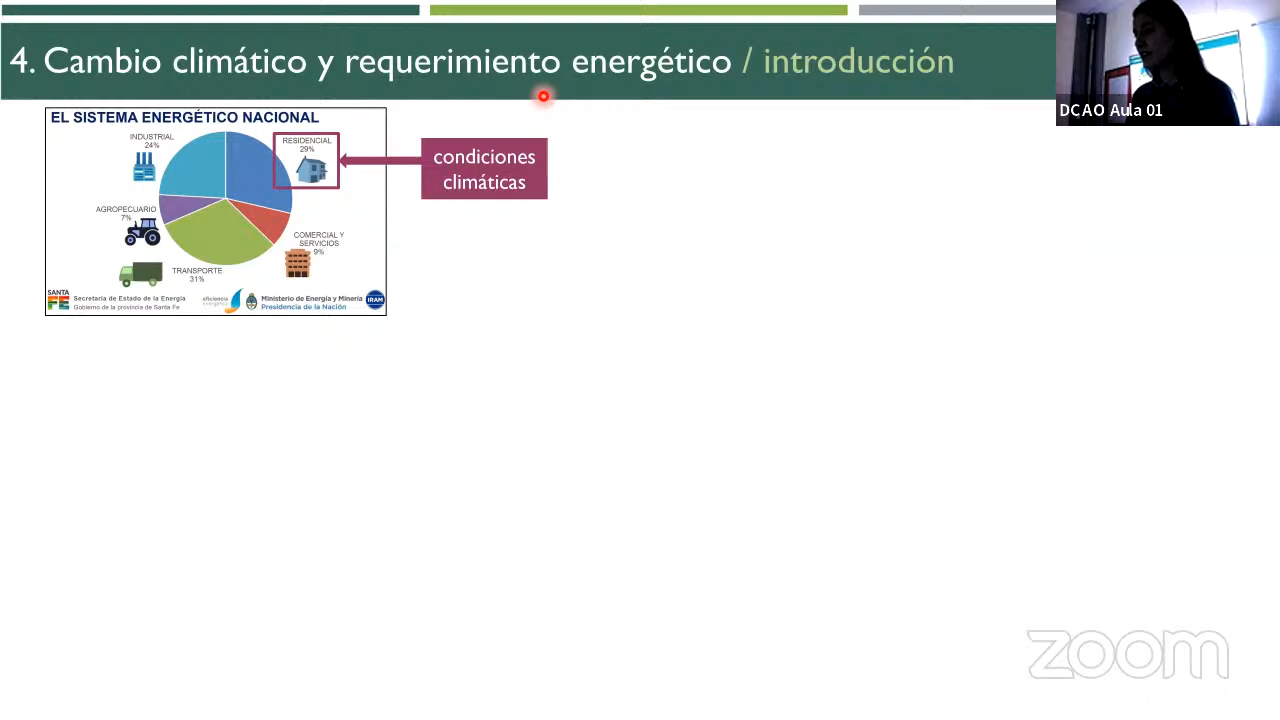 4. Cambio climático y requerimiento energético / introducción
DCAO Aula 01
EL SISTEMA ENERGÉTICO NACIONAL
INDUSTRIAL
24%
RESIDENCIAL
29%
condiciones
climáticas
AGROPECUARIO
7%
COMERCIAL Y
SERVICIOS
9%
TRANSPORTE
31%
SANTA
FE
Secretaría de Estado de la Energía
Gobierno de la provincia de Santa Fe
eficiencia
energética
Ministerio de Energía y Minería
Presidencia de la Nación
IRAM
zoom